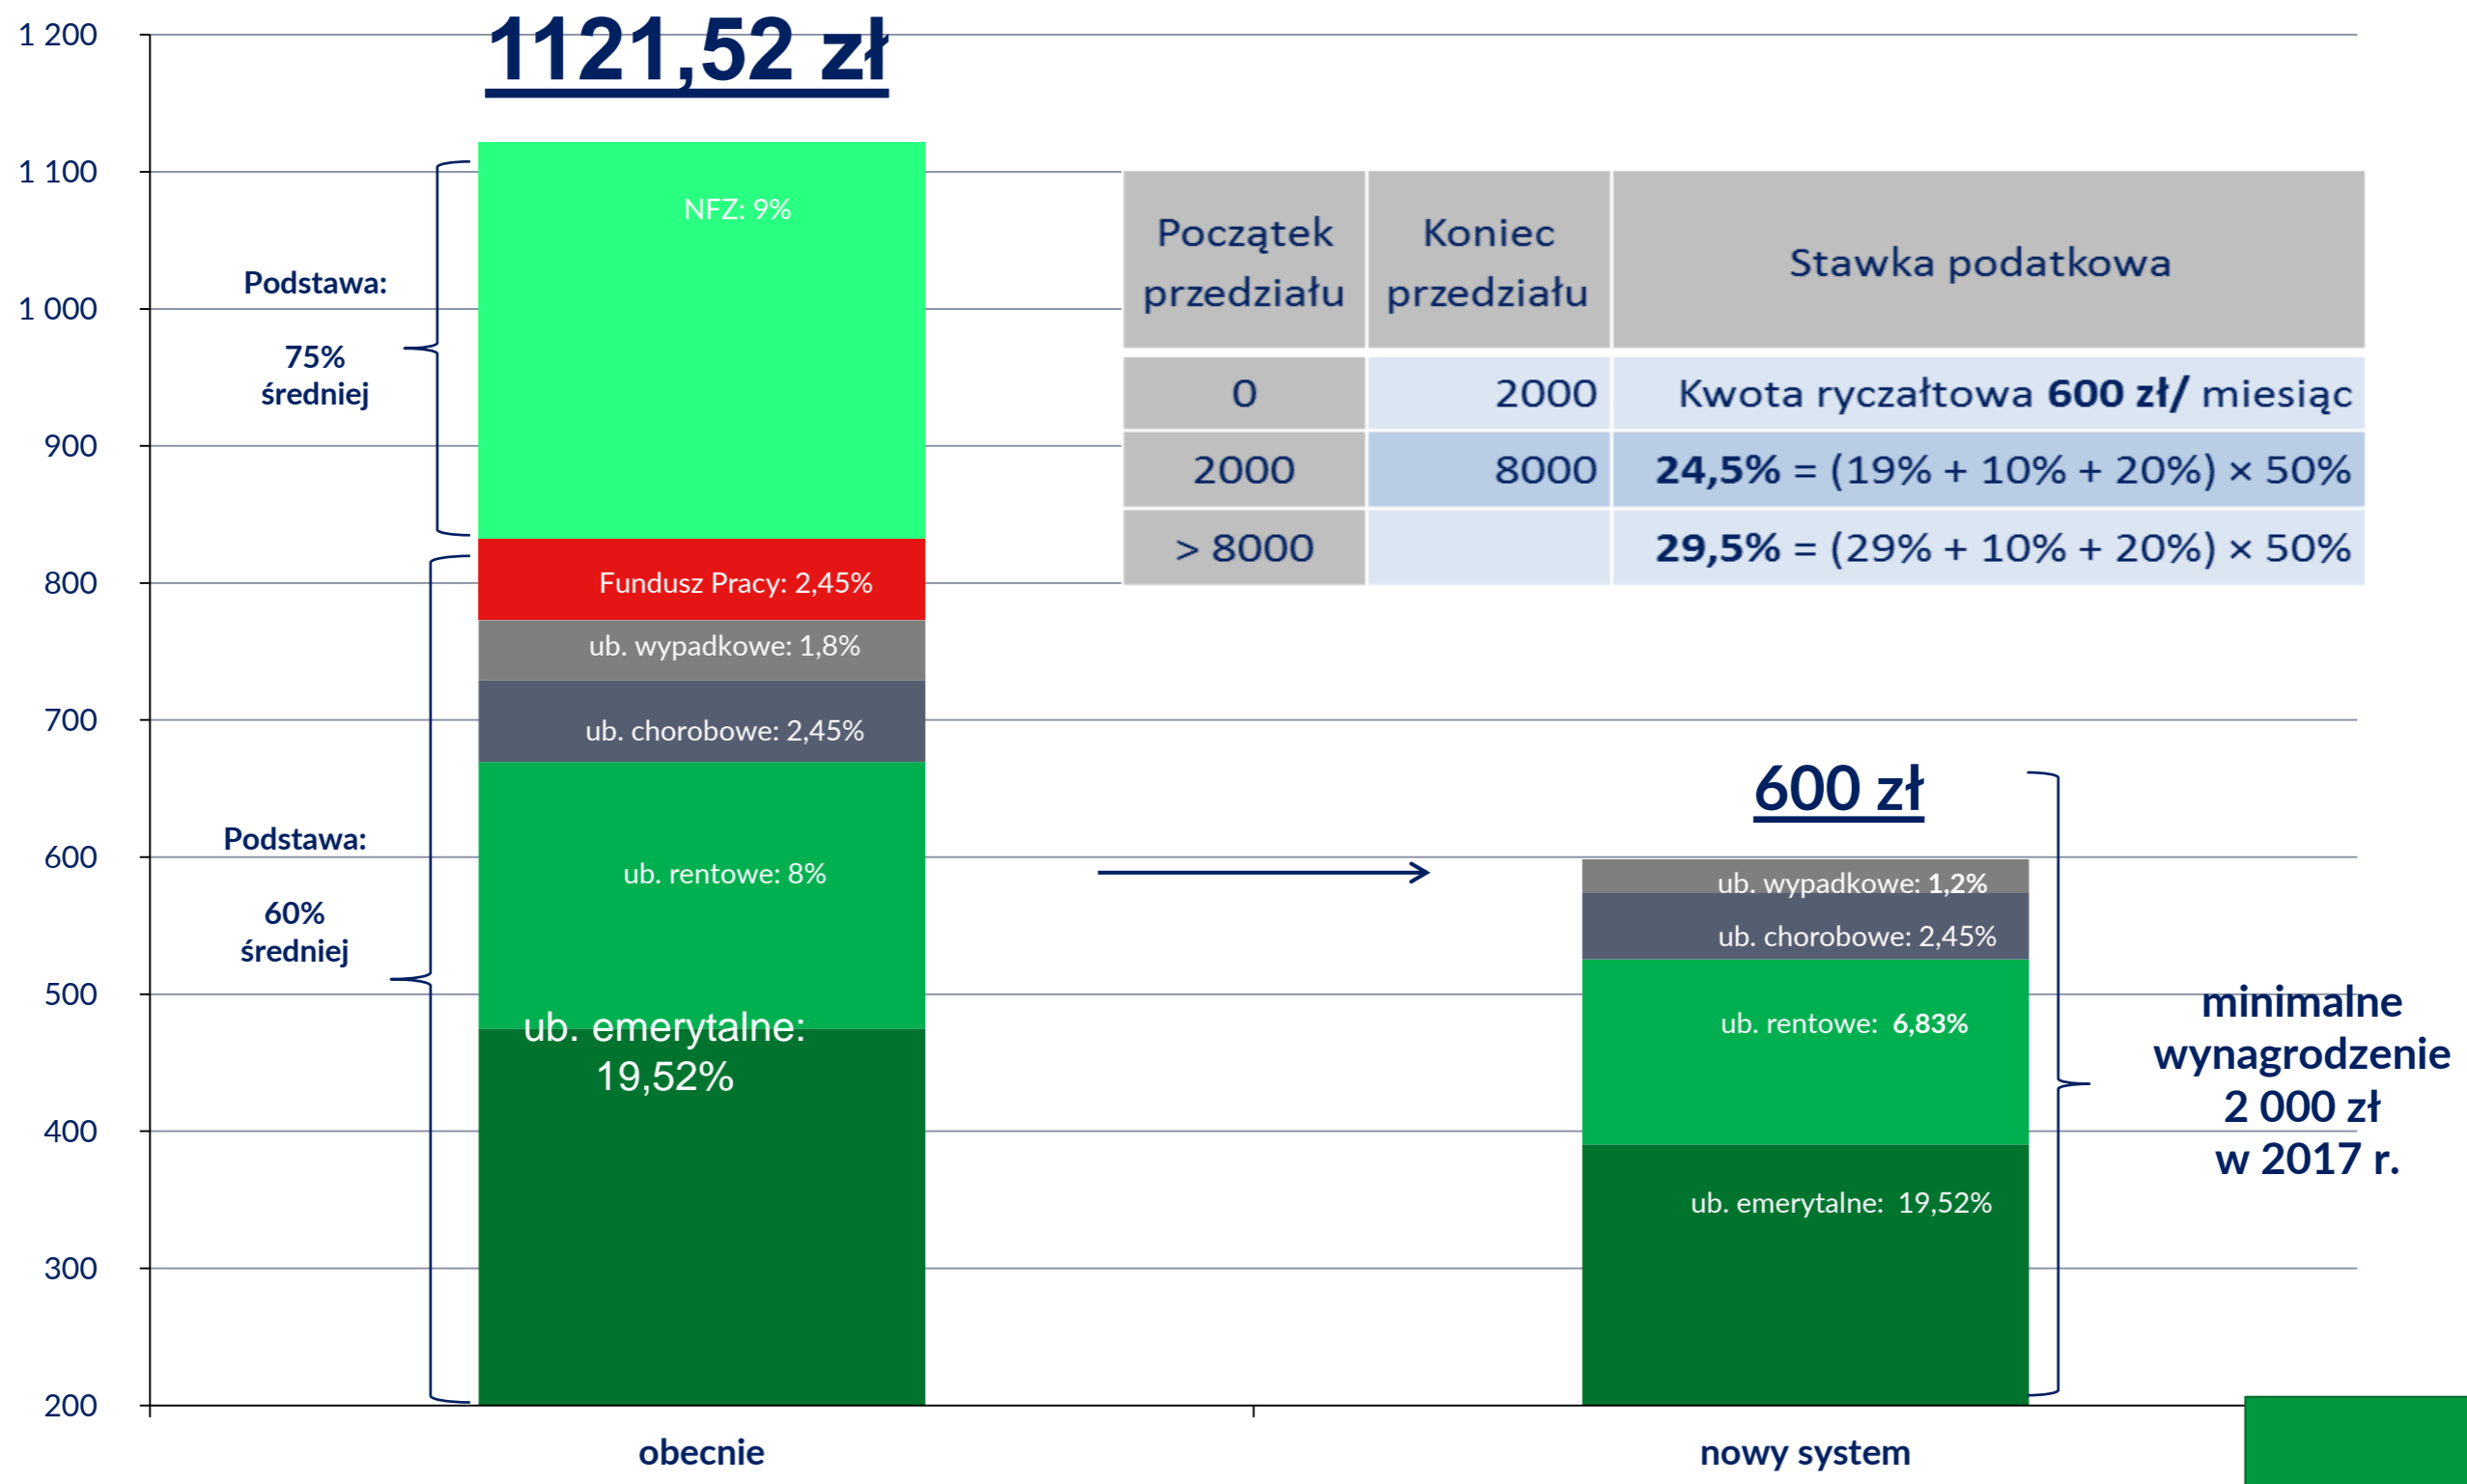 1121,52 zł
1 200
1 100
1 000
900
800
700
600
500
400
300
200
Podstawa:
75%
średniej
Podstawa:
60%
średniej
NFZ: 9%
Fundusz Pracy: 2,45%
ub. wypadkowe: 1,8%
ub. chorobowe: 2,45%
ub. rentowe: 8%
ub. emerytalne:
19,52%
Początek przedziału Koniec przedziału Stawka podatkowa
0 2000 Kwota ryczałtowa 600 zł/ miesiąc
2000 8000 24,5% = (19% + 10% + 20%) × 50%
> 8000 29,5% = (29% + 10% + 20%) × 50%
600 zł
ub. wypadkowe: 1,2%
ub. chorobowe: 2,45%
ub. rentowe: 6,83%
ub. emerytalne: 19,52%
minimalne
wynagrodzenie
2 000 zł
w 2017 r.
obecnie
nowy system